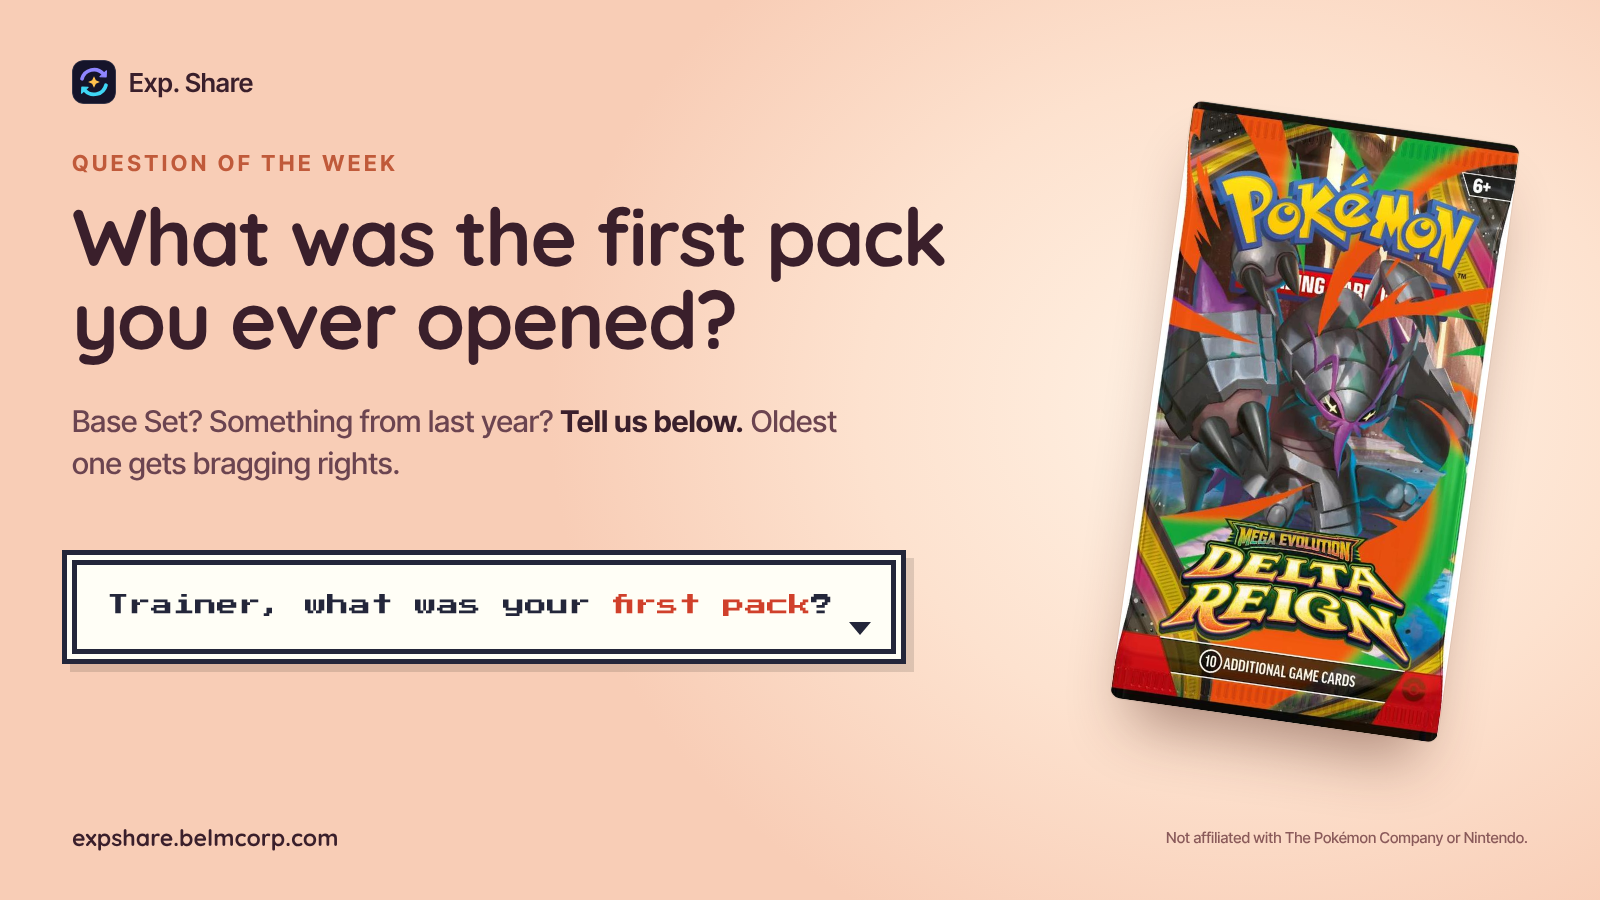 Exp. Share
QUESTION OF THE WEEK
What was the first pack
you ever opened?
Base Set? Something from last year? Tell us below. Oldest
one gets bragging rights.
Trainer, what was your first pack?
expshare.belmcorp.com
POKéMON
TM
6+
MEGA EVOLUTION
DELTA
REIGN
10 ADDITIONAL GAME CARDS
Not affiliated with The Pokémon Company or Nintendo.